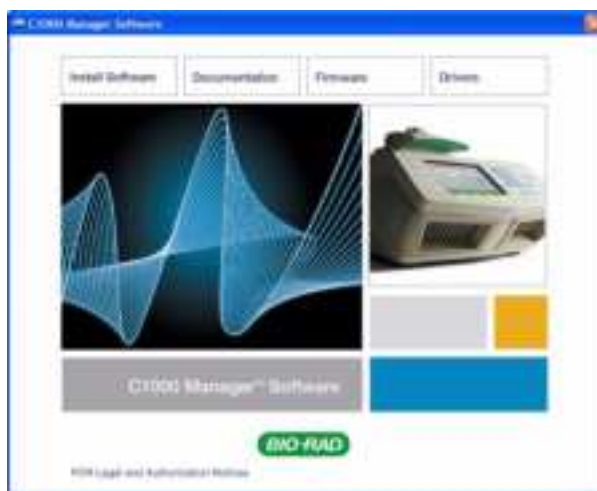 C1000 Manager Software
Install Software
Documentation
Firmware
Drivers
C1000 Manager™ Software
BIO-RAD
PCR Legal and Authorization Notices